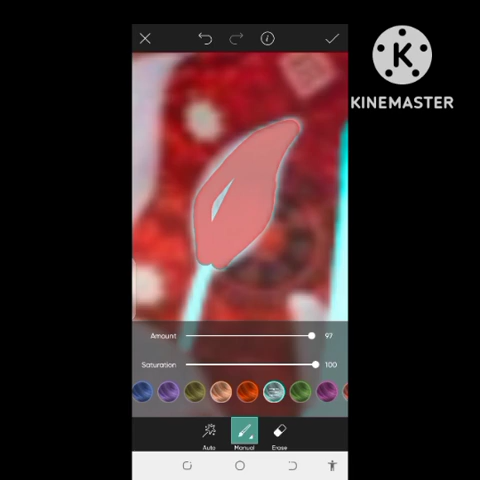 K
KINEMASTER
Amount 97
Saturation 100
Auto Manual Erase